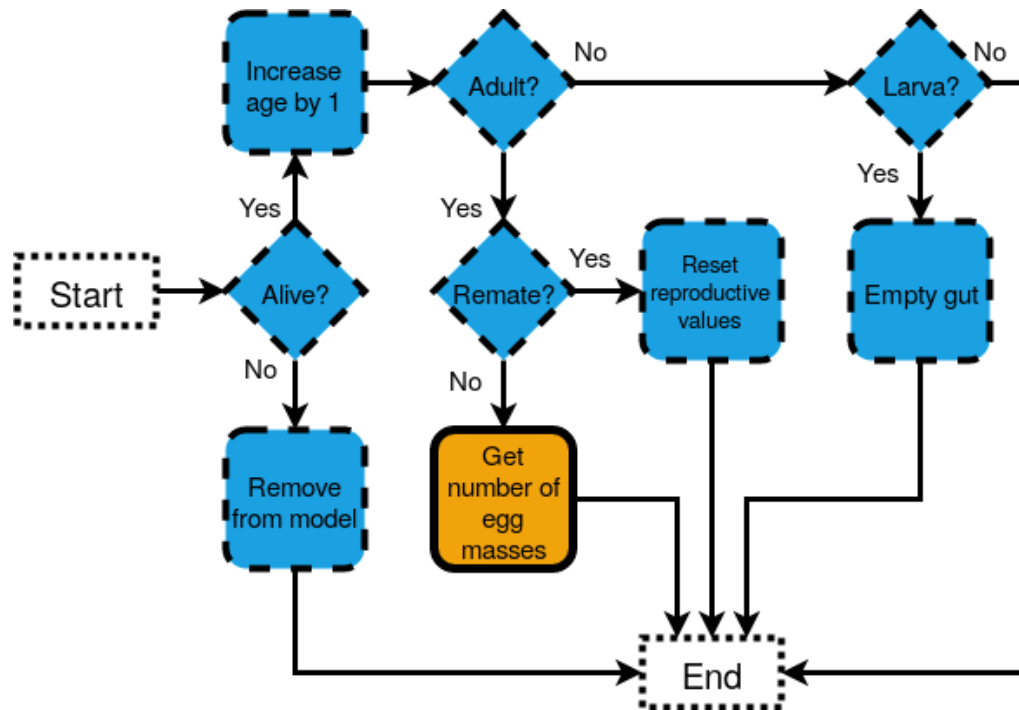 Increase
age by 1
Adult?
No
Larva?
No
Yes
Yes
Yes
Start
Alive?
Remate?
Yes
Reset
reproductive
values
Empty gut
No
No
Remove
from model
Get
number of
egg
masses
End